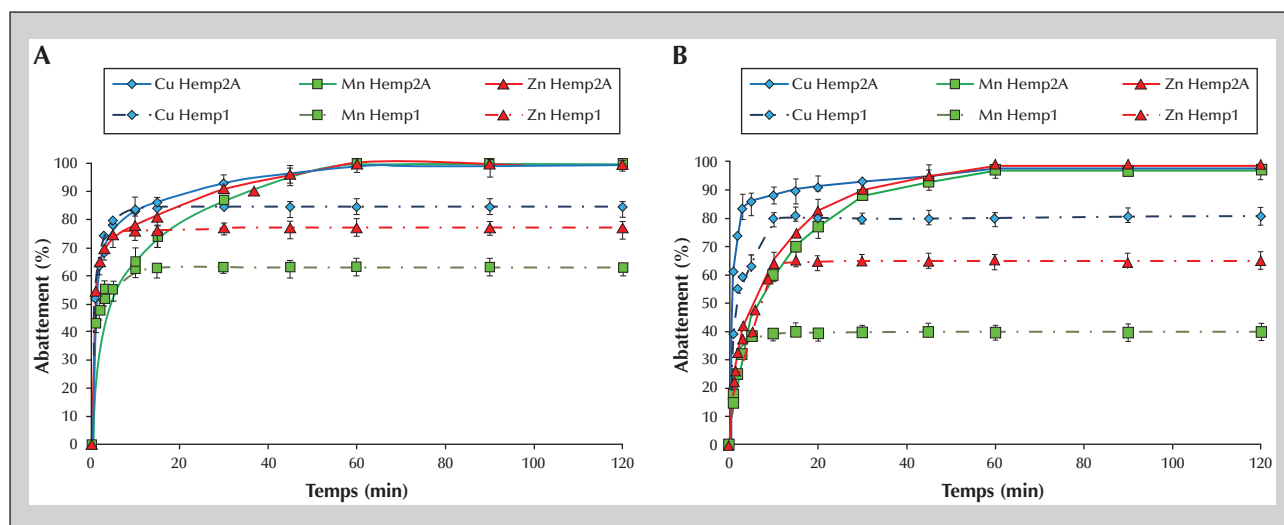 A
Cu Hemp2A Mn Hemp2A Zn Hemp2A
Cu Hemp1 Mn Hemp1 Zn Hemp1
Abattement (%)
100
90
80
70
60
50
40
30
20
10
0
0 20 40 60 80 100 120
Temps (min)
B
Cu Hemp2A Mn Hemp2A Zn Hemp2A
Cu Hemp1 Mn Hemp1 Zn Hemp1
Abattement (%)
100
90
80
70
60
50
40
30
20
10
0
0 20 40 60 80 100 120
Temps (min)